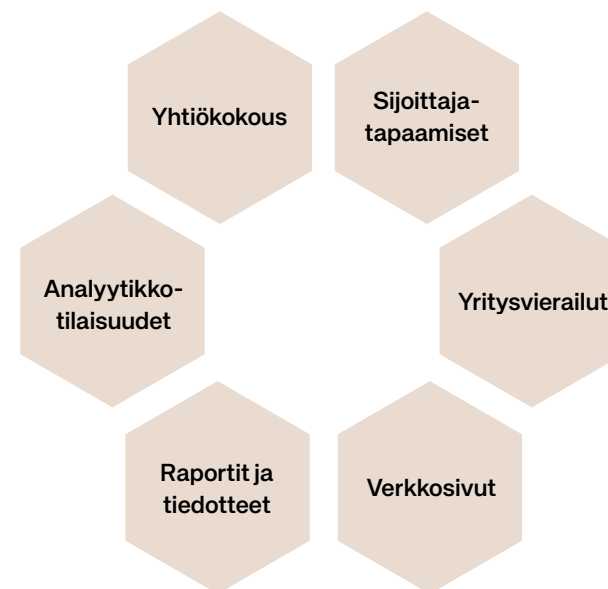 Yhtiökokous
Sijoittaja-
tapaamiset
Analyytikko-
tilaisuudet
Yritysvierailut
Raportit ja
tiedotteet
Verkkosivut